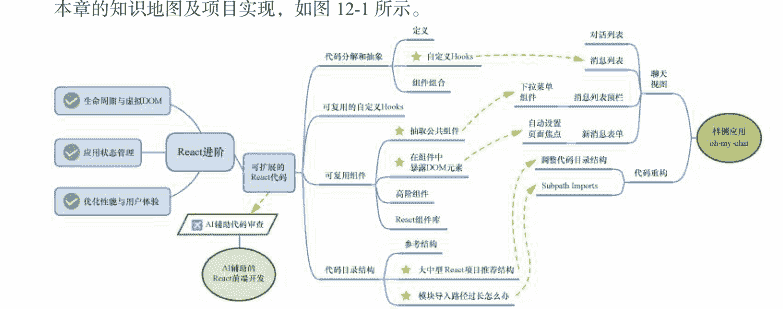 本章的知识地图及项目实现，如图 12-1 所示。
生命周期与虚拟DOM
应用状态管理
优化性能与用户体验
React进阶
可扩展的
React代码
AI辅助代码审查
AI辅助的
React前端开发
代码分解和抽象
定义
自定义Hooks
组件组合
可复用的自定义Hooks
可复用组件
抽取公共组件
在组件中
暴露DOM元素
高阶组件
React组件库
代码目录结构
参考结构
大中型React项目推荐结构
模块导入路径过长怎么办
对话列表
消息列表
下拉菜单
组件
消息列表顶栏
自动设置
页面焦点
新消息表单
聊天
视图
调整代码目录结构
Subpath Imports
代码重构
样例应用
oh-my-chat